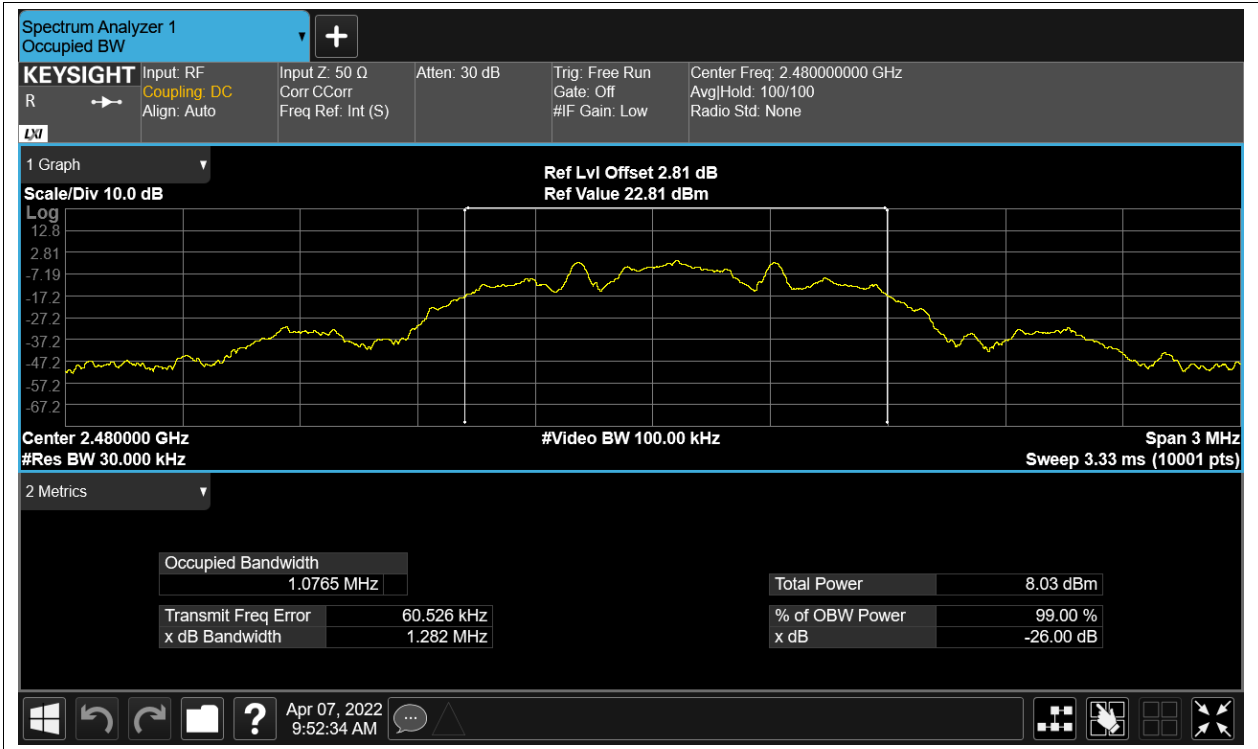 Spectrum Analyzer 1
Occupied BW
KEYSIGHT Input: RF Input Z: 50 Ω Atten: 30 dB Trig: Free Run Center Freq: 2.480000000 GHz
R Coupling: DC Corr CCorr Gate: Off Avg|Hold: 100/100
Align: Auto Freq Ref: Int (S) #IF Gain: Low Radio Std: None
LXI
1 Graph
Ref Lvl Offset 2.81 dB
Scale/Div 10.0 dB Ref Value 22.81 dBm
Log
12.8
2.81
-7.19
-17.2
-27.2
-37.2
-47.2
-57.2
-67.2
Center 2.480000 GHz #Video BW 100.00 kHz Span 3 MHz
#Res BW 30.000 kHz Sweep 3.33 ms (10001 pts)
2 Metrics
Occupied Bandwidth
1.0765 MHz Total Power 8.03 dBm
Transmit Freq Error 60.526 kHz % of OBW Power 99.00 %
x dB Bandwidth 1.282 MHz x dB -26.00 dB
? Apr 07, 2022
9:52:34 AM